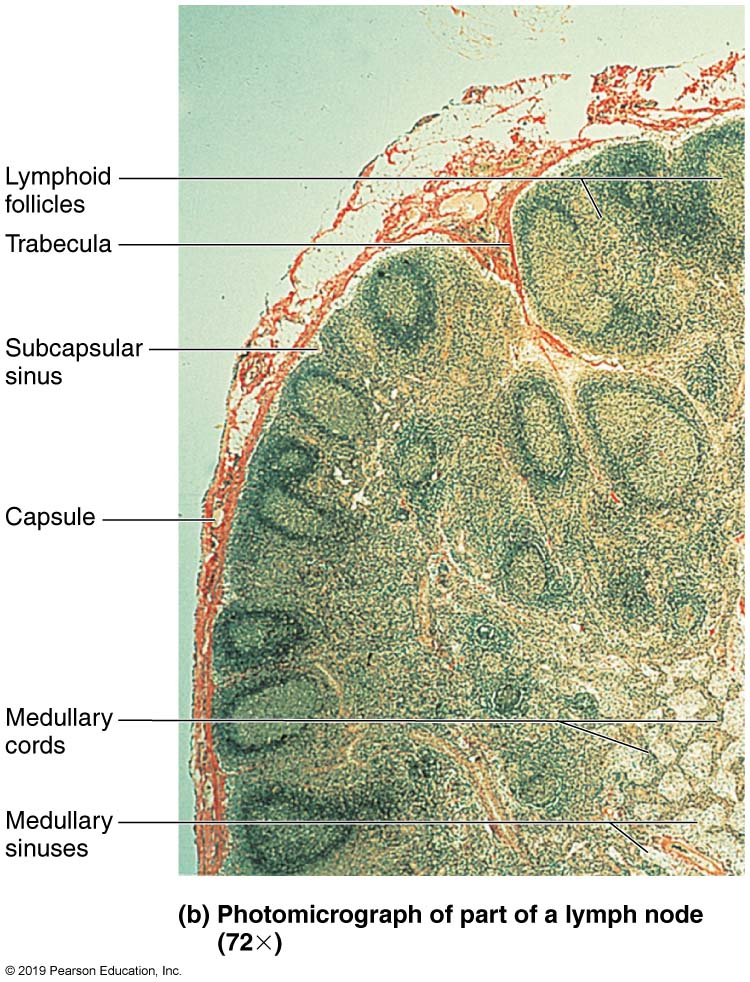 Lymphoid
follicles
Trabecula
Subcapsular
sinus
Capsule
Medullary
cords
Medullary
sinuses
(b) Photomicrograph of part of a lymph node
(72×)
© 2019 Pearson Education, Inc.